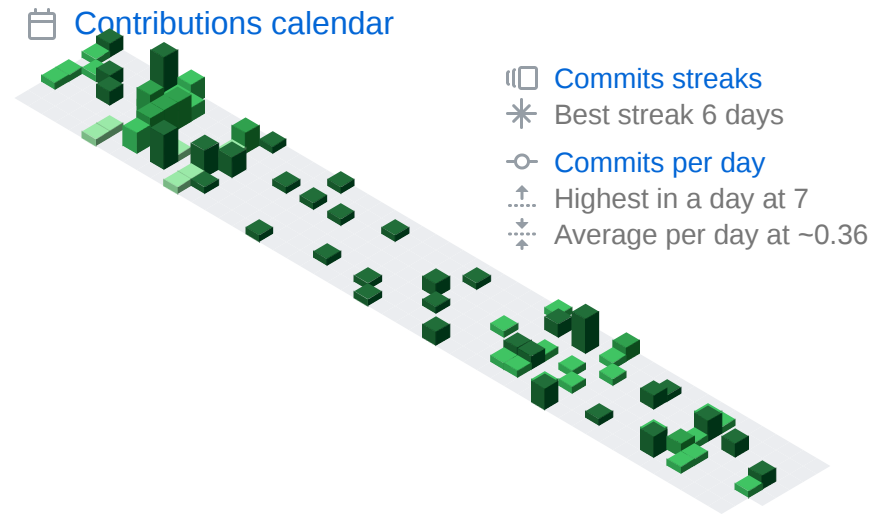 Contributions calendar
Commits streaks
Best streak 6 days
Commits per day
Highest in a day at 7
Average per day at ~0.36